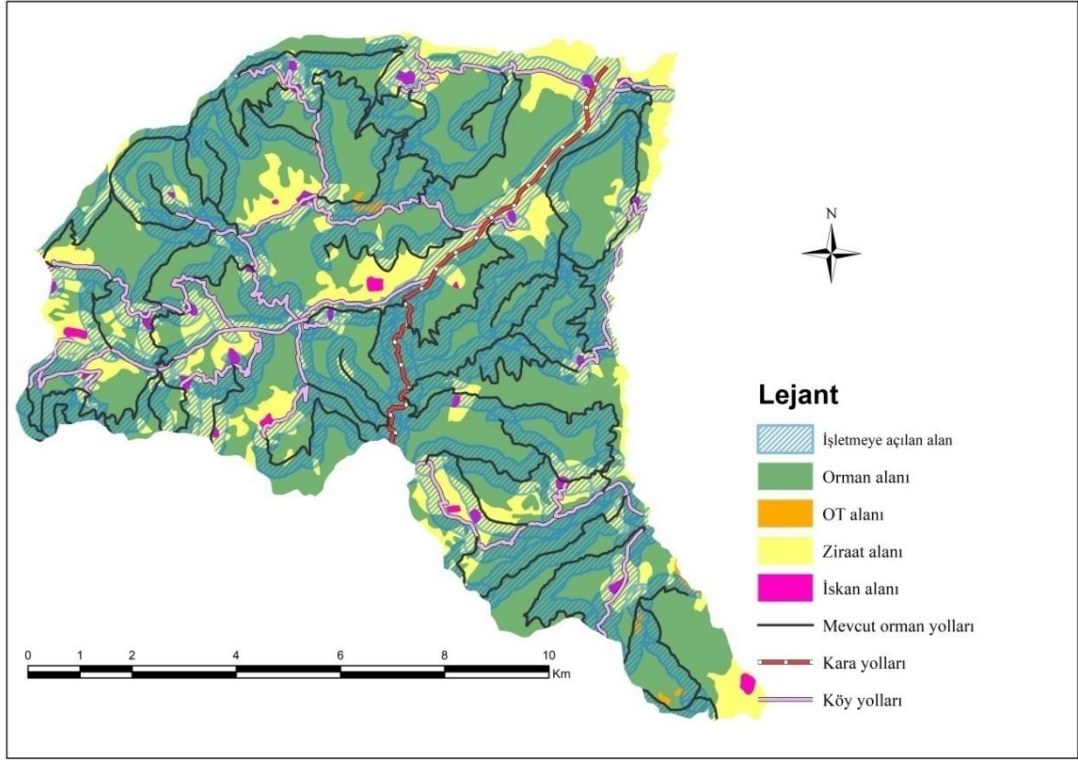 N
Lejant
İşletmeye açılan alan
Orman alanı
OT alanı
Ziraat alanı
İskan alanı
Mevcut orman yolları
Kara yolları
Köy yolları
0 1 2 4 6 8 10
Km